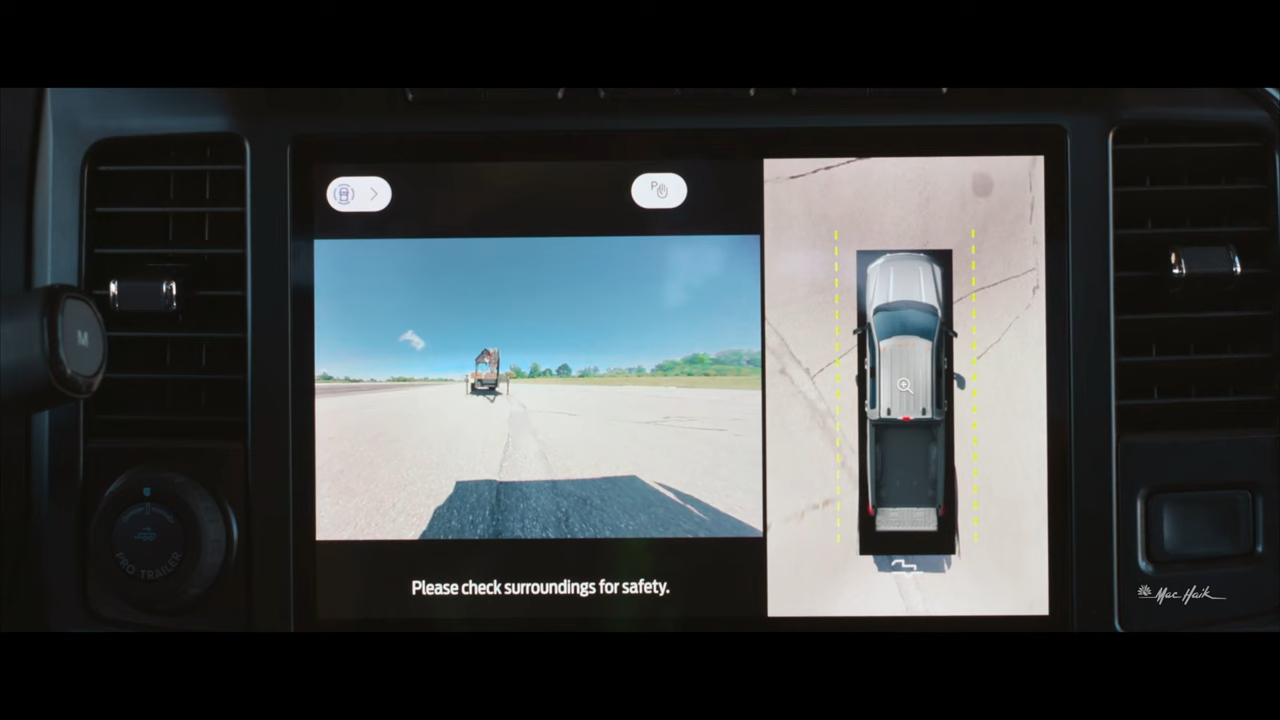 P
M
PRO TRAILER
Please check surroundings for safety.
Mac Haik